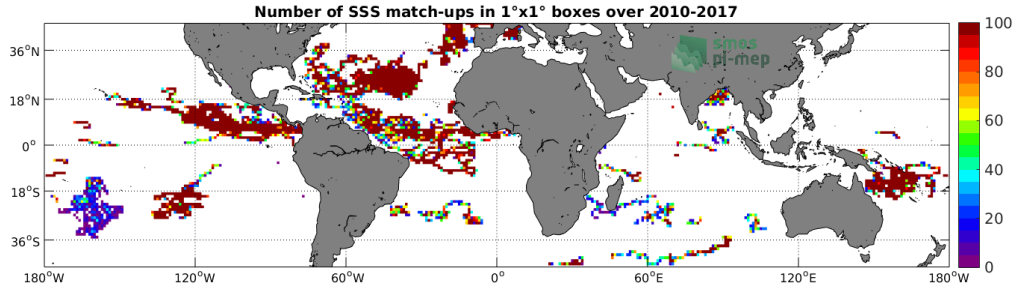 Number of SSS match-ups in 1°x1° boxes over 2010-2017
36°N
18°N
0°
18°S
36°S
180°W
120°W
60°W
0°
60°E
120°E
180°W
smos
pi-mep
100
80
60
40
20
0